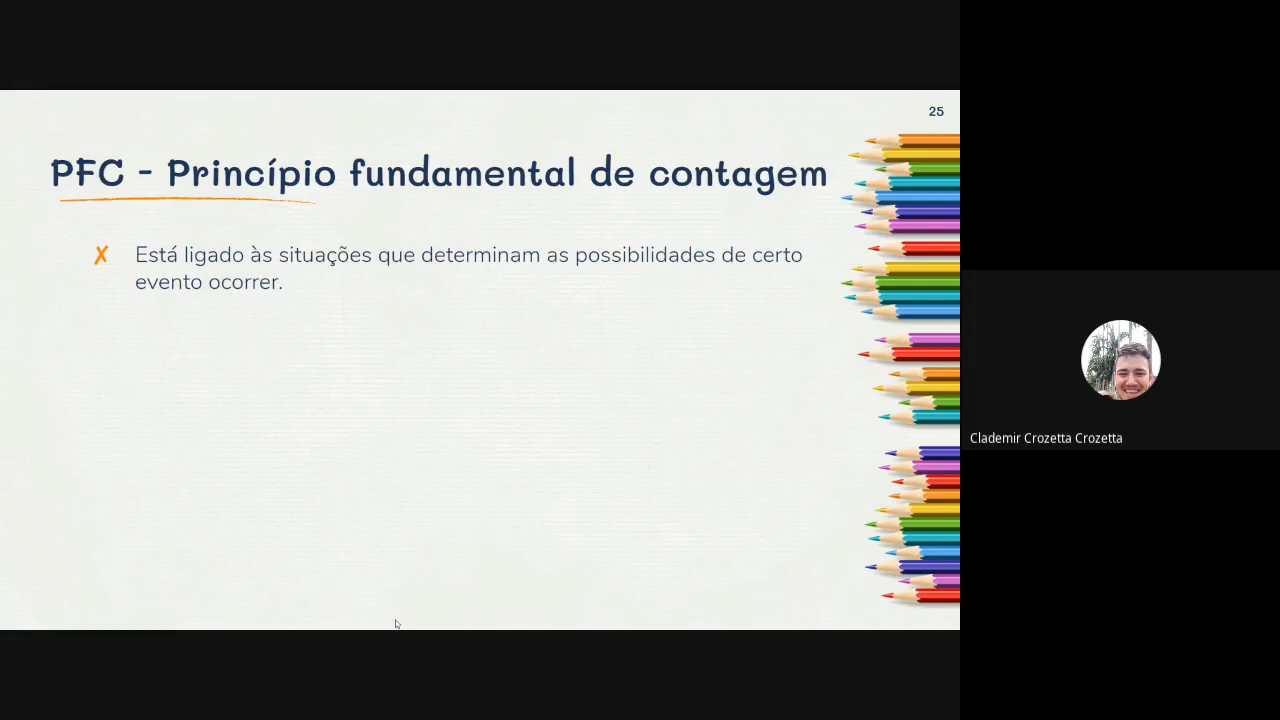 25
PFC - Princípio fundamental de contagem
✗ Está ligado às situações que determinam as possibilidades de certo
evento ocorrer.
Clademir Crozetta Crozetta